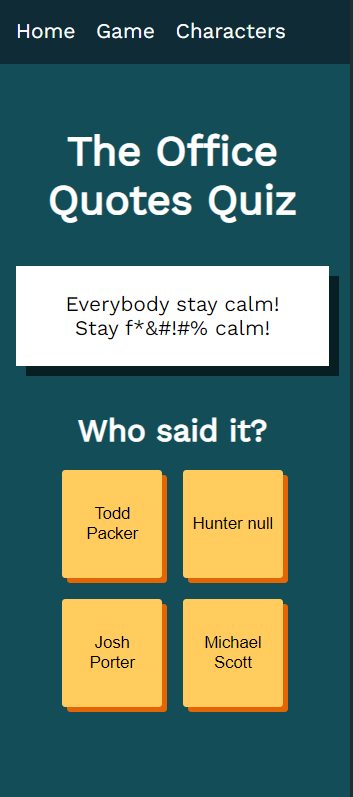 Home Game Characters
The Office
Quotes Quiz
Everybody stay calm!
Stay f*&#!#% calm!
Who said it?
Todd
Packer
Hunter null
Josh
Porter
Michael
Scott